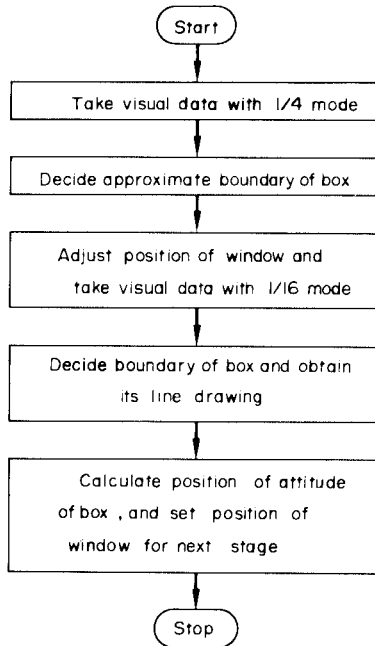 Start
Take visual data with 1/4 mode
Decide approximate boundary of box
Adjust position of window and
take visual data with 1/16 mode
Decide boundary of box and obtain
its line drawing
Calculate position of attitude
of box , and set position of
window for next stage
Stop